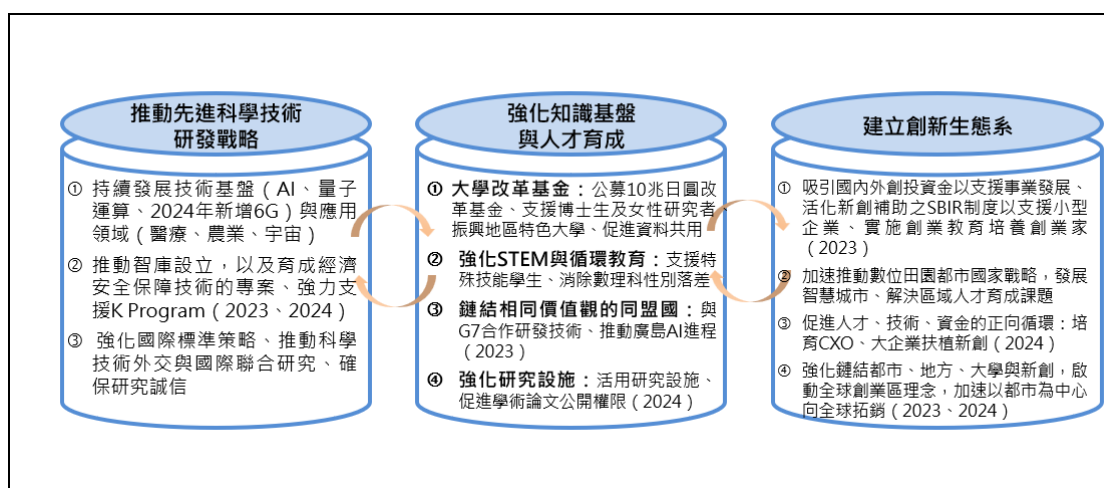 推動先進科學技術
研發戰略
① 持續發展技術基盤（AI、量子
運算、2024年新增6G）與應用
領域（醫療、農業、宇宙）
② 推動智庫設立，以及育成經濟
安全保障技術的專案、強力支
援K Program（2023、2024）
③ 強化國際標準策略、推動科學
技術外交與國際聯合研究、確
保研究誠信
強化知識基盤
與人才育成
① 大學改革基金：公募10兆日圓改
革基金、支援博士生及女性研究者
振興地區特色大學、促進資料共用
② 強化STEM與循環教育：支援特
殊技能學生、消除數理科性別落差
③ 鏈結相同價值觀的同盟國：與
G7合作研發技術、推動廣島AI進程
（2023）
④ 強化研究設施：活用研究設施、
促進學術論文公開權限（2024）
建立創新生態系
① 吸引國內外創投資金以支援事業發展、
活化新創補助之SBIR制度以支援小型
企業、實施創業教育培養創業家
（2023）
② 加速推動數位田園都市國家戰略，發展
智慧城市、解決區域人才育成課題
③ 促進人才、技術、資金的正向循環：培
育CXO、大企業扶植新創（2024）
④ 強化鏈結都市、地方、大學與新創，啟
動全球創業區理念，加速以都市為中心
向全球拓銷（2023、2024）